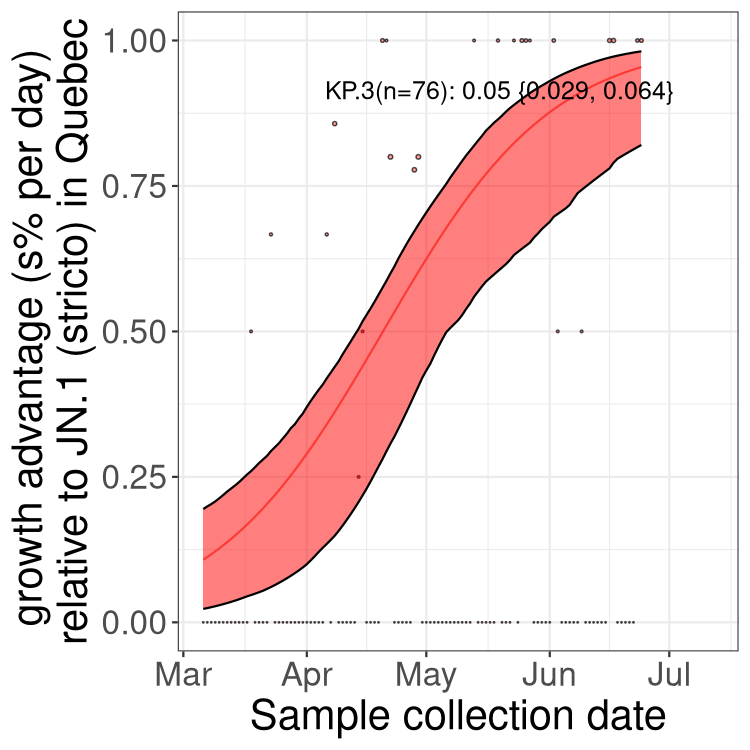 growth advantage (s% per day)
relative to JN.1 (stricto) in Quebec
1.00
0.75
0.50
0.25
0.00
KP.3(n=76): 0.05 {0.029, 0.064}
Mar Apr May Jun Jul
Sample collection date